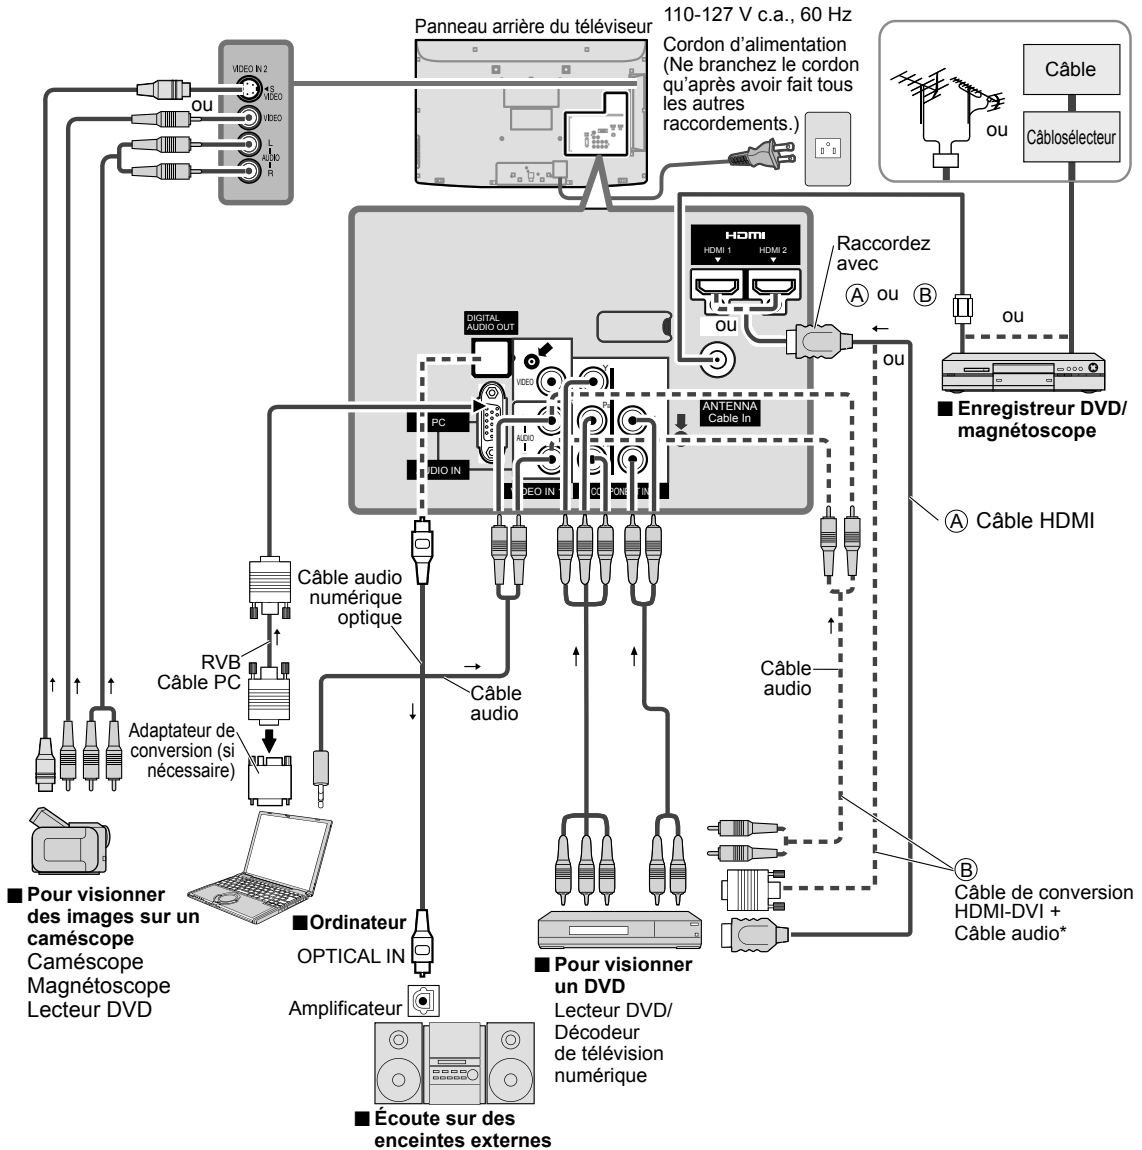 Panneau arrière du téléviseur
110-127 V c.a., 60 Hz
Cordon d'alimentation
(Ne branchez le cordon
qu'après avoir fait tous
les autres
raccordements.)
VIDEO IN 2
S
VIDEO
ou
VIDEO
L
AUDIO
R
Câble
ou
Câblosélecteur
HDMI
HDMI 1
HDMI 2
Raccordez
avec
A ou B
ou
ou
ou
DIGITAL
AUDIO OUT
VIDEO
Y
PC
AUDIO
AUDIO IN
VIDEO IN 1
COMPONENT IN
ANTENNA
Cable In
■ Enregistreur DVD/
magnétoscope
A Câble HDMI
Câble audio
numérique
optique
RVB
Câble PC
Câble
audio
Câble
audio
Adaptateur de
conversion (si
nécessaire)
■ Pour visionner
des images sur un
caméscope
Caméscope
Magnétoscope
Lecteur DVD
■Ordinateur
OPTICAL IN
Amplificateur
■ Pour visionner
un DVD
Lecteur DVD/
Décodeur
de télévision
numérique
B
Câble de conversion
HDMI-DVI +
Câble audio*
■ Écoute sur des
enceintes externes